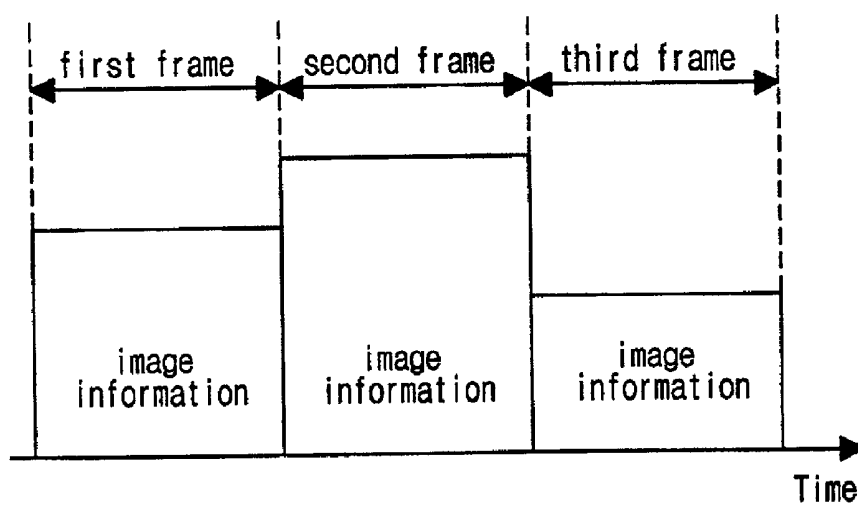 first frame
second frame
third frame
image
information
image
information
image
information
Time